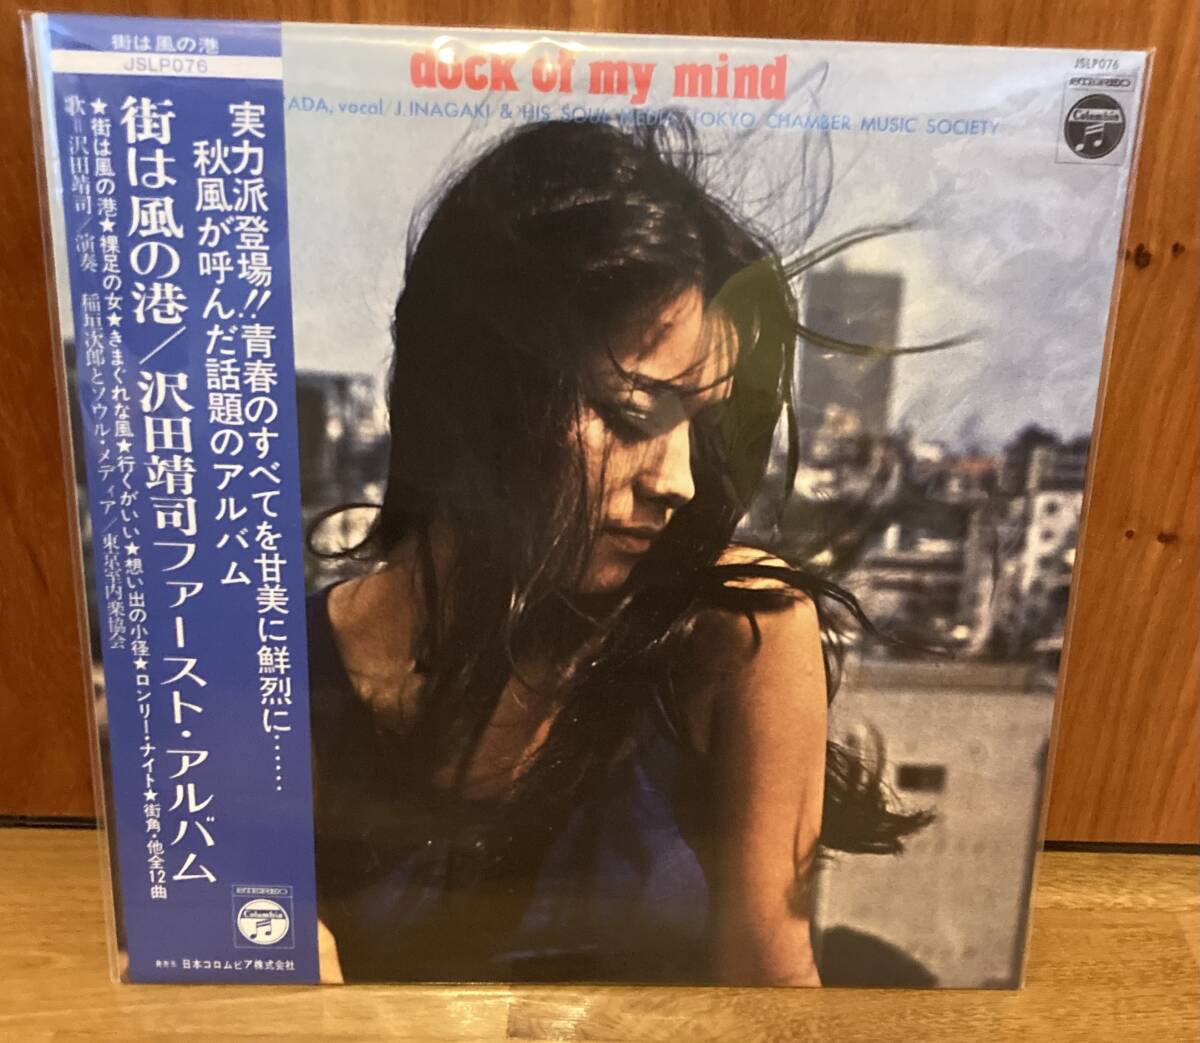 街は風の港
JSLP076
実力派登場!!青春のすべてを甘美に鮮烈に……
秋風が呼んだ話題のアルバム
街は風の港/沢田靖司ファースト・アルバム
★街は風の港★裸足の女★きまぐれな風★行くがいい★想い出の小径★ロンリー・ナイト★街角・他全12曲
歌=沢田靖司/演奏 稲垣次郎とソウル・メディア/東京室内楽協会
STEREO
Columbia
発売元 日本コロムビア株式会社
dock of my mind
ADA, vocal / J. INAGAKI & HIS SOUL MEDIA, TOKYO CHAMBER MUSIC SOCIETY
JSLP076
STEREO
Columbia